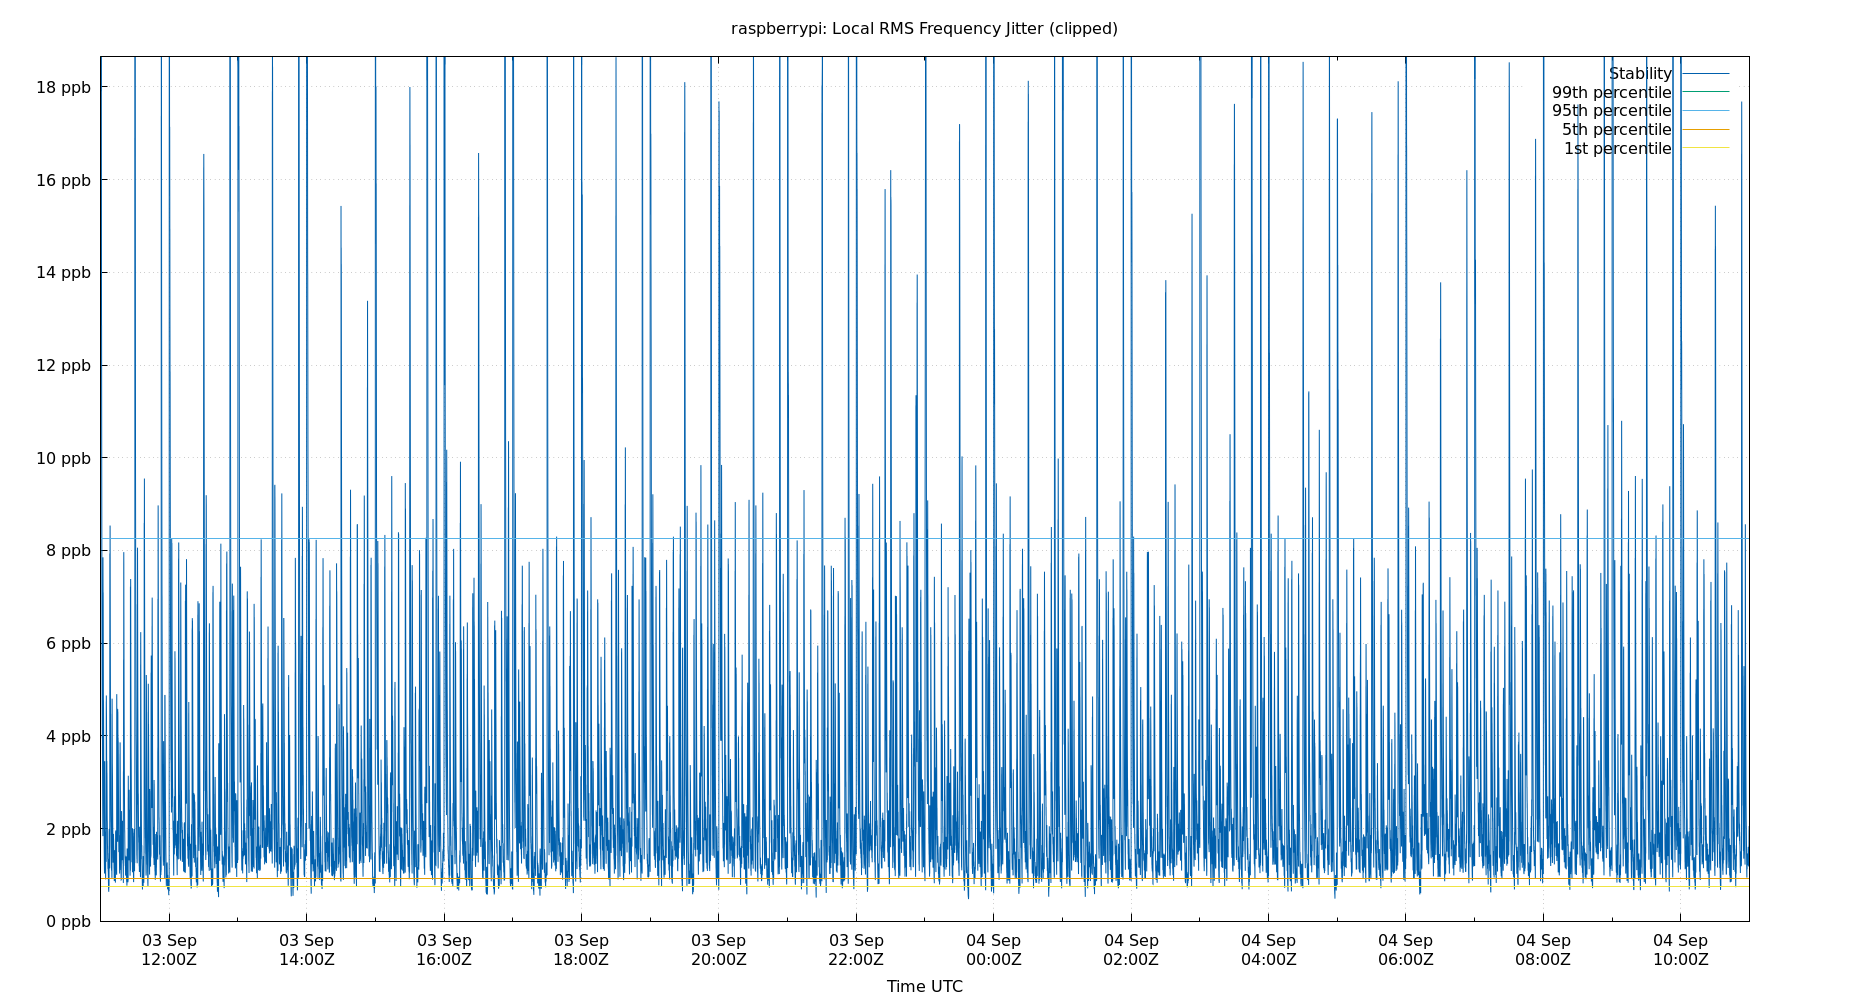 raspberrypi: Local RMS Frequency Jitter (clipped)
Stability
99th percentile
95th percentile
5th percentile
1st percentile
18 ppb
16 ppb
14 ppb
12 ppb
10 ppb
8 ppb
6 ppb
4 ppb
2 ppb
0 ppb
03 Sep 03 Sep 03 Sep 03 Sep 03 Sep 03 Sep 04 Sep 04 Sep 04 Sep 04 Sep 04 Sep 04 Sep
12:00Z 14:00Z 16:00Z 18:00Z 20:00Z 22:00Z 00:00Z 02:00Z 04:00Z 06:00Z 08:00Z 10:00Z
Time UTC